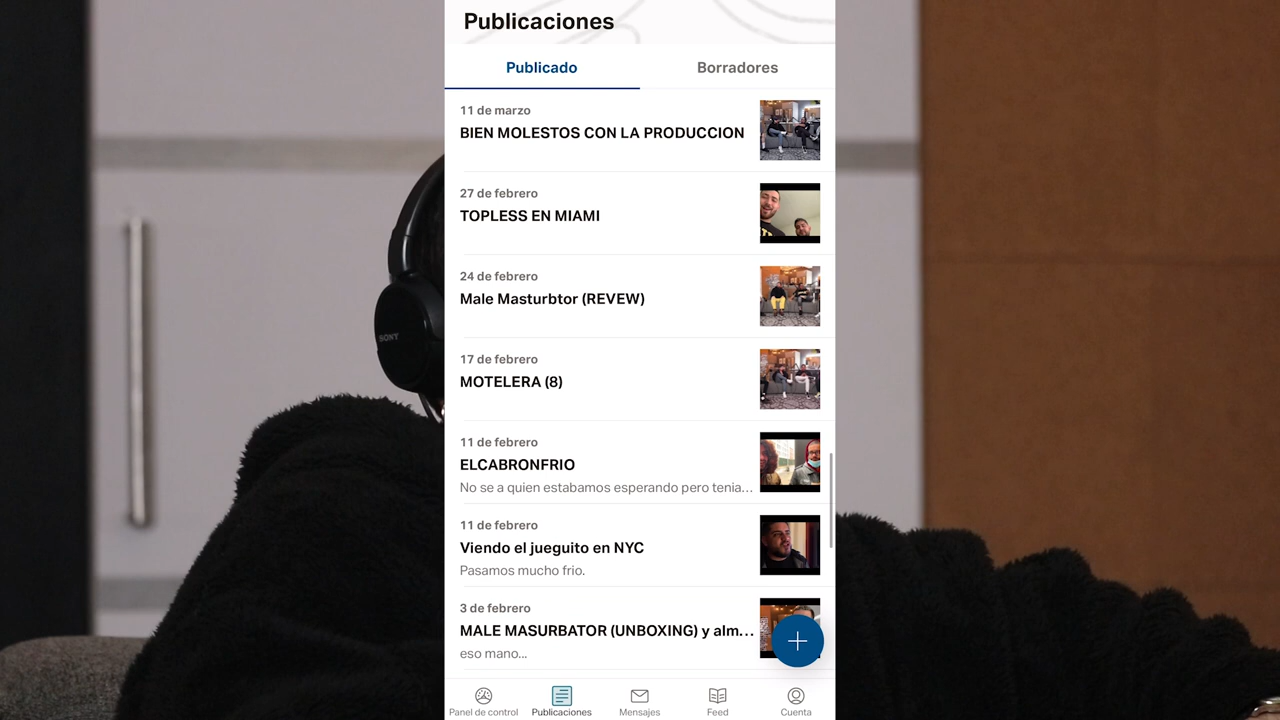 Publicaciones
Publicado
Borradores
11 de marzo
BIEN MOLESTOS CON LA PRODUCCION
27 de febrero
TOPLESS EN MIAMI
24 de febrero
Male Masturbtor (REVEW)
17 de febrero
MOTELERA (8)
11 de febrero
ELCABRONFRIO
No se a quien estabamos esperando pero tenia...
11 de febrero
Viendo el jueguito en NYC
Pasamos mucho frio.
3 de febrero
MALE MASURBATOR (UNBOXING) y alm...
eso mano...
Panel de control
Publicaciones
Mensajes
Feed
Cuenta
SONY